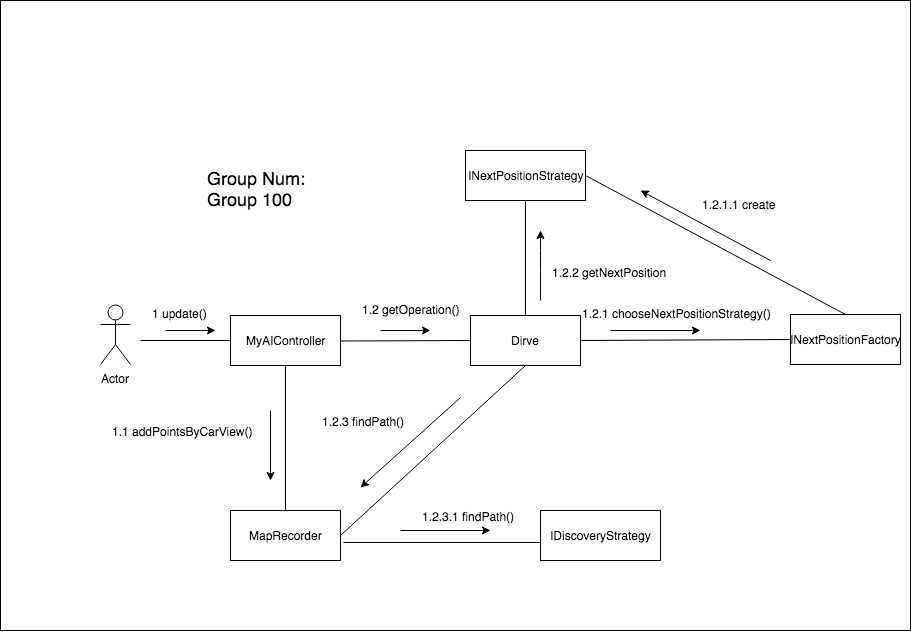 Group Num:
Group 100
INextPositionStrategy
1.2.1.1 create
1.2.2 getNextPosition
1 update()
1.2 getOperation()
1.2.1 chooseNextPositionStrategy()
MyAIController
Dirve
INextPositionFactory
Actor
1.1 addPointsByCarView()
1.2.3 findPath()
1.2.3.1 findPath()
MapRecorder
IDiscoveryStrategy